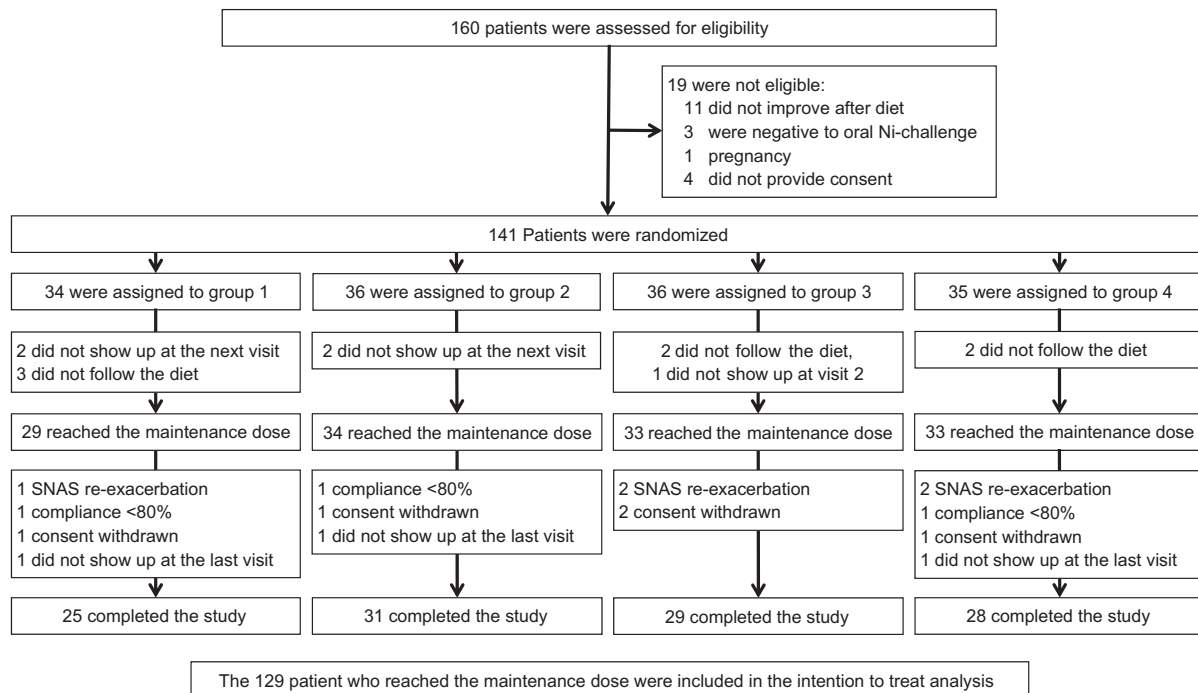 160 patients were assessed for eligibility
19 were not eligible:
11 did not improve after diet
3 were negative to oral Ni-challenge
1 pregnancy
4 did not provide consent
141 Patients were randomized
34 were assigned to group 1
36 were assigned to group 2
36 were assigned to group 3
35 were assigned to group 4
2 did not show up at the next visit
3 did not follow the diet
2 did not show up at the next visit
2 did not follow the diet,
1 did not show up at visit 2
2 did not follow the diet
29 reached the maintenance dose
34 reached the maintenance dose
33 reached the maintenance dose
33 reached the maintenance dose
1 SNAS re-exacerbation
1 compliance <80%
1 consent withdrawn
1 did not show up at the last visit
1 compliance <80%
1 consent withdrawn
1 did not show up at the last visit
2 SNAS re-exacerbation
2 consent withdrawn
2 SNAS re-exacerbation
1 compliance <80%
1 consent withdrawn
1 did not show up at the last visit
25 completed the study
31 completed the study
29 completed the study
28 completed the study
The 129 patient who reached the maintenance dose were included in the intention to treat analysis